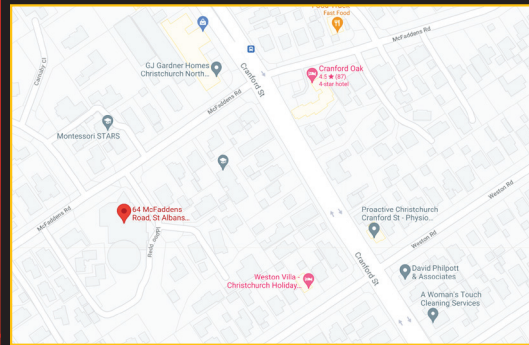 Fast Food
McFaddens Rd
GJ Gardner Homes
Christchurch North...
Cranford St
Cranford Oak
4.5 ★ (87)
4-star hotel
Montessori STARS
McFaddens Rd
64 McFaddens
Road, St Albans...
McFaddens Rd
Weston Rd
Proactive Christchurch
Cranford St - Physio...
Weston Rd
Weston Villa -
Christchurch Holiday...
Cranford St
David Philpott
& Associates
A Woman's Touch
Cleaning Services